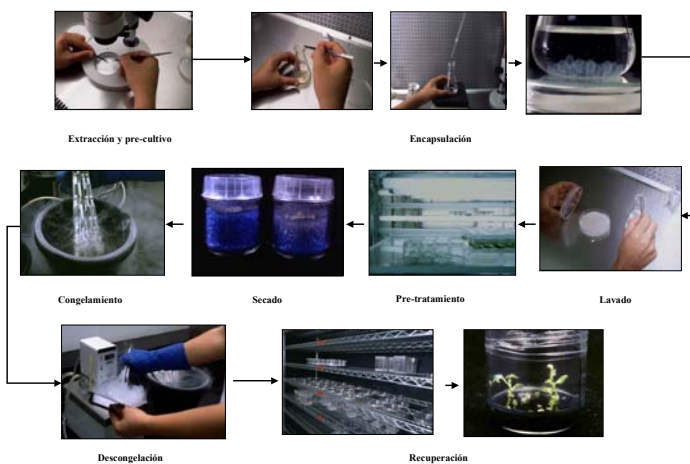 Extracción y pre-cultivo
Encapsulación
Congelamiento
Secado
Pre-tratamiento
Lavado
Descongelación
Recuperación